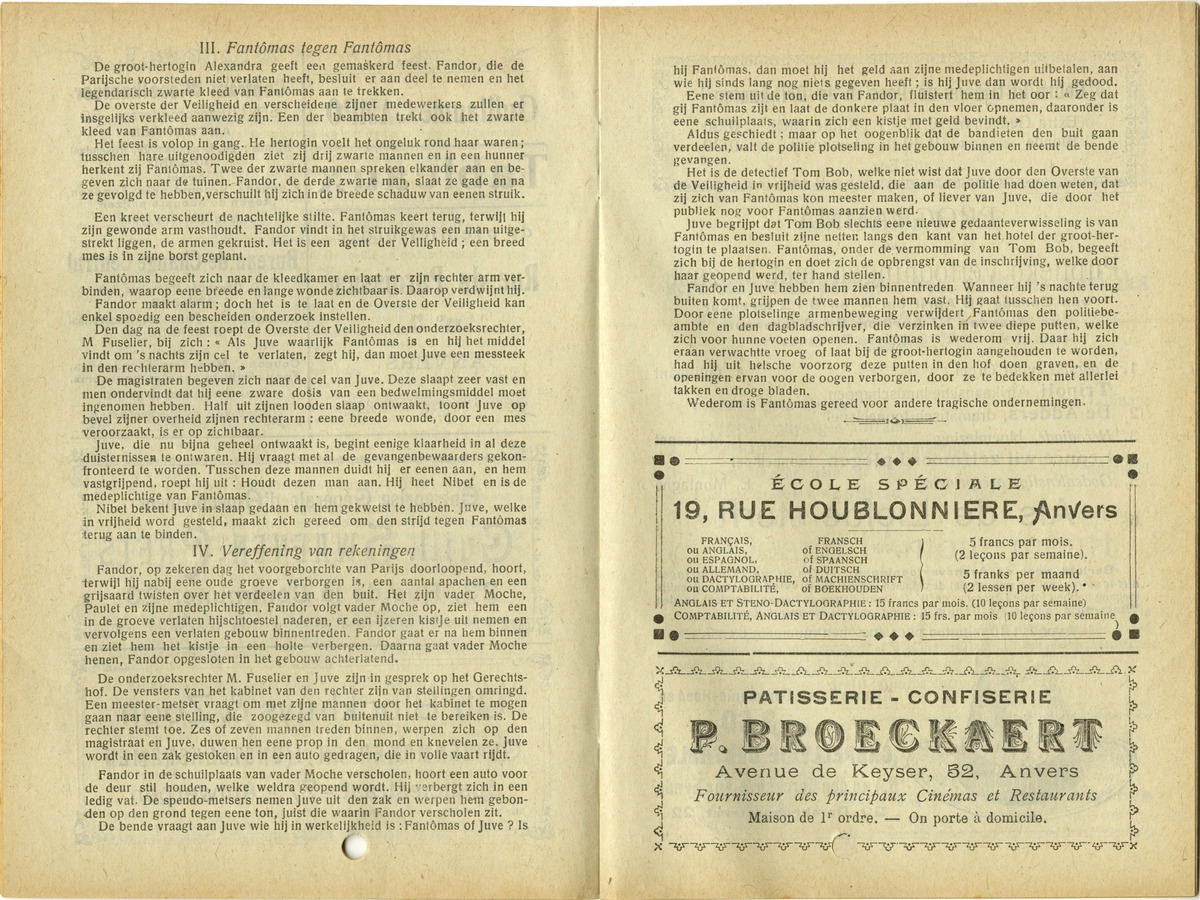 III. Fantômas tegen Fantômas
De groot-hertogin Alexandra geeft een gemaskerd feest. Fandor, die de
Parijsche voorsteden niet verlaten heeft, besluit er aan deel te nemen en het
legendarisch zwarte kleed van Fantômas aan te trekken.
De overste der Veiligheid en verscheidene zijner medewerkers zullen er
insgelijks verkleed aanwezig zijn. Een der beambten trekt ook het zwarte
kleed van Fantômas aan.
Het feest is volop in gang. He hertogin voelt het ongeluk rond haar waren;
tusschen hare uitgenoodigden ziet zij drij zwarte mannen en in een hunner
herkent zij Fantômas. Twee der zwarte mannen spreken elkander aan en be-
geven zich naar de tuinen. Fandor, de derde zwarte man, slaat ze gade en na
ze gevolgd te hebben, verschuilt hij zich in de breede schaduw van eenen struik.
Een kreet verscheurt de nachtelijke stilte. Fantômas keert terug, terwijl hij
zijn gewonde arm vasthoudt. Fandor vindt in het struikgewas een man uitge-
strekt liggen, de armen gekruist. Het is een agent der Veiligheid; een breed
mes is in zijne borst geplant.
Fantômas begeeft zich naar de kleedkamer en laat er zijn rechter arm ver-
binden, waarop eene breede en lange wonde zichtbaar is. Daarop verdwijnt hij.
Fandor maakt alarm; doch het is te laat en de Overste der Veiligheid kan
enkel spoedig een bescheiden onderzoek instellen.
Den dag na de feest roept de Overste der Veiligheid den onderzoeksrechter,
M Fuselier, bij zich: « Als Juve waarlijk Fantômas is en hij het middel
vindt om 's nachts zijn cel te verlaten, zegt hij, dan moet Juve een messteek
in den rechterarm hebben. »
De magistraten begeven zich naar de cel van Juve. Deze slaapt zeer vast en
men ondervindt dat hij eene zware dosis van een bedwelmingsmiddel moet
ingenomen hebben. Half uit zijnen looden slaap ontwaakt, toont Juve op
bevel zijner overheid zijnen rechterarm: eene breede wonde, door een mes
veroorzaakt, is er op zichtbaar.
Juve, die nu bijna geheel ontwaakt is, begint eenige klaarheid in al deze
duisternissen te ontwaren. Hij vraagt met al de gevangenbewaarders gekon-
fronteerd te worden. Tusschen deze mannen duidt hij er eenen aan, en hem
vastgrijpend, roept hij uit: Houdt dezen man aan. Hij heet Nibet en is de
medeplichtige van Fantômas.
Nibet bekent Juve in slaap gedaan en hem gekwetst te hebben. Juve, welke
in vrijheid word gesteld, maakt zich gereed om den strijd tegen Fantômas
terug aan te binden.
IV. Vereffening van rekeningen
Fandor, op zekeren dag het voorgeborchte van Parijs doorloopend, hoort,
terwijl hij nabij eene oude groeve verborgen is, een aantal apachen en een
grijsaard twisten over het verdeelen van den buit. Het zijn vader Moche,
Paulet en zijne medeplichtigen. Fandor volgt vader Moche op, ziet hem een
in de groeve verlaten hijschtoestel naderen, er een ijzeren kistje uit nemen en
vervolgens een verlaten gebouw binnentreden. Fandor gaat er na hem binnen
en ziet hem het kistje in een holte verbergen. Daarna gaat vader Moche
henen, Fandor opgesloten in het gebouw achterlatend.
De onderzoeksrechter M. Fuselier en Juve zijn in gesprek op het Gerechts-
hof. De vensters van het kabinet van den rechter zijn van stellingen omringd.
Een meester-metser vraagt om met zijne mannen door het kabinet te mogen
gaan naar eene stelling, die zoogezegd van buitenuit niet te bereiken is. De
rechter stemt toe. Zes of zeven mannen treden binnen, werpen zich op den
magistraat en Juve, duwen hen eene prop in den mond en knevelen ze. Juve
wordt in een zak gestoken en in een auto gedragen, die in volle vaart rijdt.
Fandor in de schuilplaats van vader Moche verscholen, hoort een auto voor
de deur stil houden, welke weldra geopend wordt. Hij verbergt zich in een
ledig vat. De speudo-metsers nemen Juve uit den zak en werpen hem gebon-
den op den grond tegen eene ton, juist die waarin Fandor verscholen zit.
De bende vraagt aan Juve wie hij in werkelijkheid is: Fantômas of Juve? Is
hij Fantômas, dan moet hij het geld aan zijne medeplichtigen uitbetalen, aan
wie hij sinds lang nog niets gegeven heeft; is hij Juve dan wordt hij gedood.
Eene stem uit de ton, die van Fandor, fluistert hem in het oor: « Zeg dat
gij Fantômas zijt en laat de donkere plaat in den vloer opnemen, daaronder is
eene schuilplaats, waarin zich een kistje met geld bevindt. »
Aldus geschiedt; maar op het oogenblik dat de bandieten den buit gaan
verdeelen, valt de politie plotseling in het gebouw binnen en neemt de bende
gevangen.
Het is de detectief Tom Bob, welke niet wist dat Juve door den Overste van
de Veiligheid in vrijheid was gesteld, die aan de politie had doen weten, dat
zij zich van Fantômas kon meester maken, of liever van Juve, die door het
publiek nog voor Fantômas aanzien werd.
Juve begrijpt dat Tom Bob slechts eene nieuwe gedaanteverwisseling is van
Fantômas en besluit zijne netten langs den kant van het hotel der groot-her-
togin te plaatsen. Fantômas, onder de vermomming van Tom Bob, begeeft
zich bij de hertogin en doet zich de opbrengst van de inschrijving, welke door
haar geopend werd, ter hand stellen.
Fandor en Juve hebben hem zien binnentreden. Wanneer hij 's nachte terug
buiten komt, grijpen de twee mannen hem vast. Hij gaat tusschen hen voort.
Door eene plotselinge armenbeweging verwijdert Fantômas den politiebe-
ambte en den dagbladschrijver, die verzinken in twee diepe putten, welke
zich voor hunne voeten openen. Fantômas is wederom vrij. Daar hij zich
eraan verwachtte vroeg of laat bij de groot-hertogin aangehouden te worden,
had hij uit helsche voorzorg deze putten in den hof doen graven, en de
openingen ervan voor de oogen verborgen, door ze te bedekken met allerlei
takken en droge bladen.
Wederom is Fantômas gereed voor andere tragische ondernemingen.
ÉCOLE SPÉCIALE
19, RUE HOUBLONNIERE, Anvers
FRANÇAIS, FRANSCH
ou ANGLAIS, of ENGELSCH
ou ESPAGNOL, of SPAANSCH
ou ALLEMAND, of DUITSCH
ou DACTYLOGRAPHIE, of MACHIENSCHRIFT
ou COMPTABILITÉ, of BOEKHOUDEN
5 francs par mois.
(2 leçons par semaine).
5 franks per maand
(2 lessen per week).
ANGLAIS ET STENO-DACTYLOGRAPHIE: 15 francs par mois. (10 leçons par semaine)
COMPTABILITÉ, ANGLAIS ET DACTYLOGRAPHIE: 15 frs. par mois (10 leçons par semaine)
PATISSERIE - CONFISERIE
P. BROECKAERT
Avenue de Keyser, 52, Anvers
Fournisseur des principaux Cinémas et Restaurants
Maison de 1r ordre. — On porte à domicile.